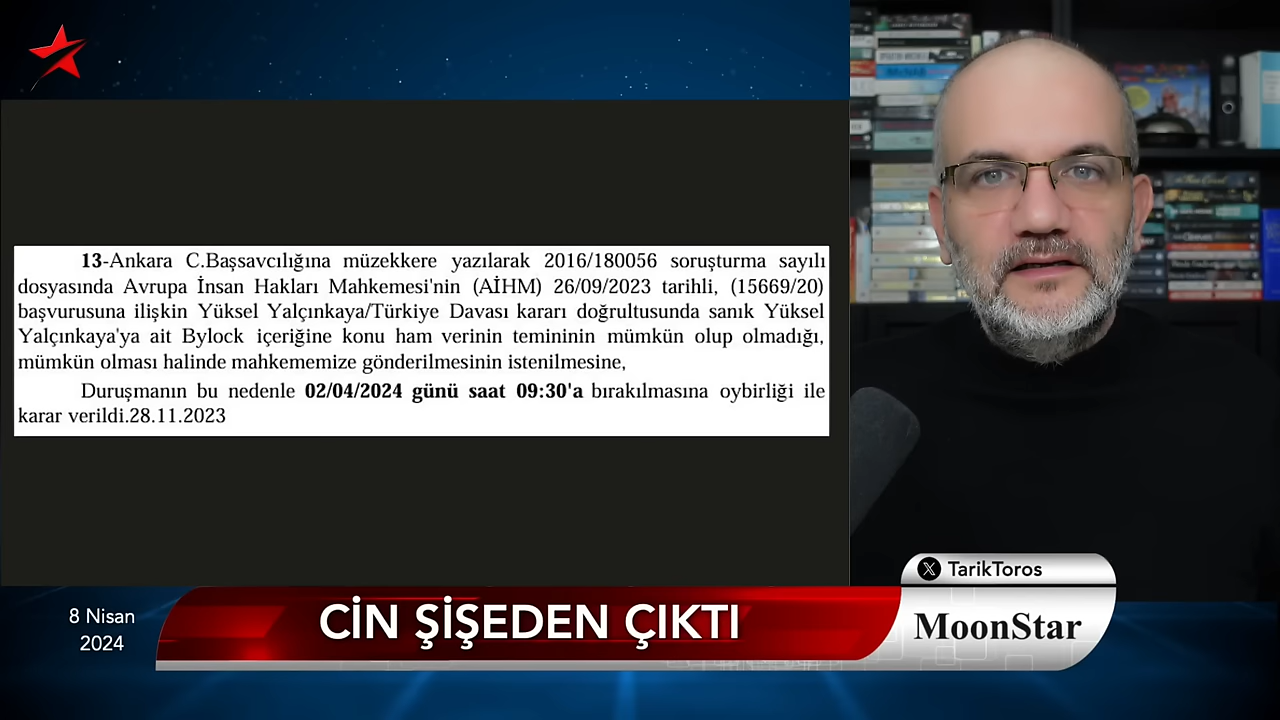 13-Ankara C.Başsavcılığına müzekkere yazılarak 2016/180056 soruşturma sayılı
dosyasında Avrupa İnsan Hakları Mahkemesi'nin (AİHM) 26/09/2023 tarihli, (15669/20)
başvurusuna ilişkin Yüksel Yalçınkaya/Türkiye Davası kararı doğrultusunda sanık Yüksel
Yalçınkaya'ya ait Bylock içeriğine konu ham verinin temininin mümkün olup olmadığı,
mümkün olması halinde mahkememize gönderilmesinin istenilmesine,
Duruşmanın bu nedenle 02/04/2024 günü saat 09:30'a bırakılmasına oybirliği ile
karar verildi.28.11.2023
TarikToros
MoonStar
8 Nisan
2024
CİN ŞİŞEDEN ÇIKTI